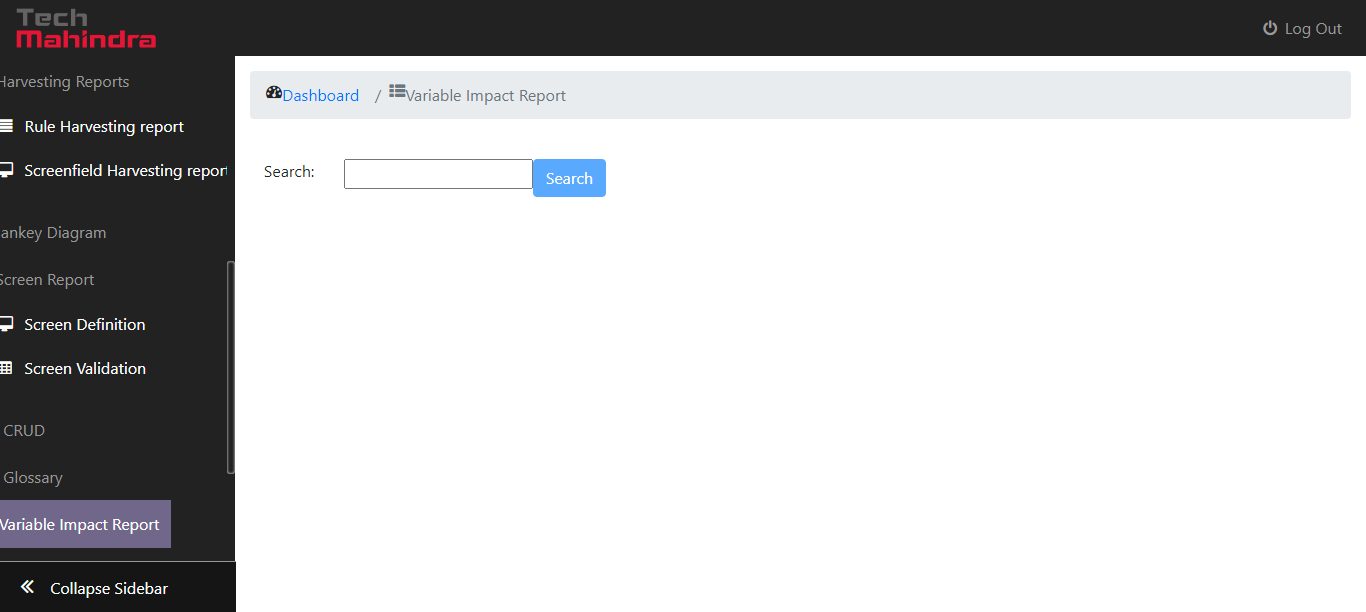 Tech
Mahindra
Log Out
Harvesting Reports
Rule Harvesting report
Screenfield Harvesting report
ankey Diagram
Screen Report
Screen Definition
Screen Validation
CRUD
Glossary
Variable Impact Report
Collapse Sidebar
Dashboard / Variable Impact Report
Search: Search